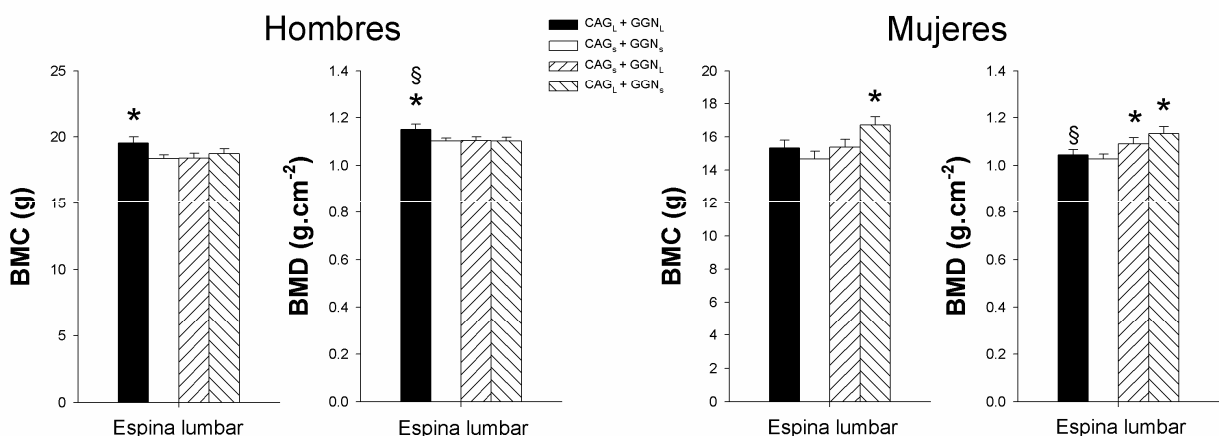 Hombres
Mujeres
CAGL + GGNL
CAGs + GGNs
CAGs + GGNL
CAGL + GGNs
BMC (g)
25
20
15
10
5
0
*
Espina lumbar
BMD (g.cm-2)
1.4
1.2
1.0
0.8
0.6
0.4
0.2
0.0
§
*
Espina lumbar
BMC (g)
20
18
16
14
12
10
8
6
4
2
0
*
Espina lumbar
BMD (g.cm-2)
1.4
1.2
1.0
0.8
0.6
0.4
0.2
0.0
§
*
*
Espina lumbar